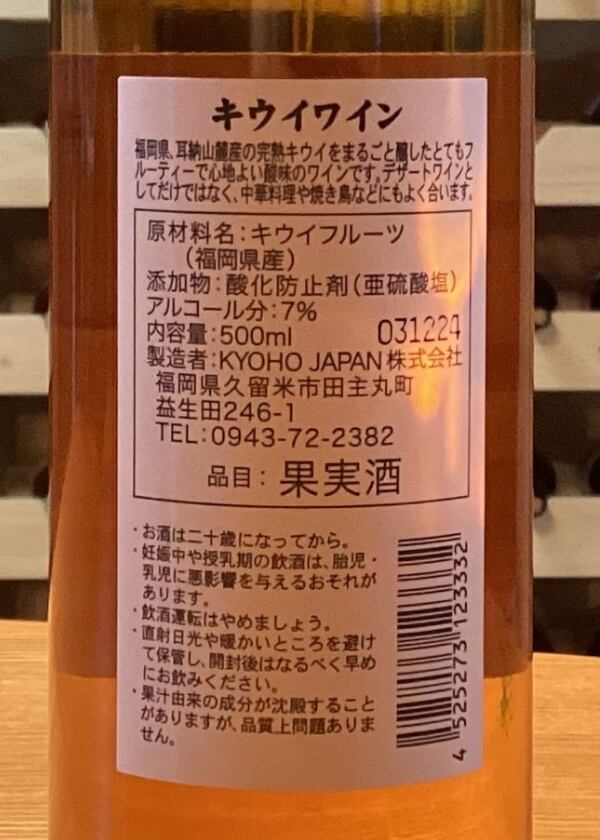 キウイワイン
福岡県、耳納山麓産の完熟キウイをまるごと醸したとてもフ
ルーティーで心地よい酸味のワインです。デザートワインと
してだけではなく、中華料理や焼き鳥などにもよく合います。
原材料名：キウイフルーツ
（福岡県産）
添加物：酸化防止剤（亜硫酸塩）
アルコール分：7%
内容量：500ml 031224
製造者：KYOHO JAPAN株式会社
福岡県久留米市田主丸町
益生田246-1
TEL：0943-72-2382
品目：果実酒
・お酒は二十歳になってから。
・妊娠中や授乳期の飲酒は、胎児・
乳児に悪影響を与えるおそれが
あります。
・飲酒運転はやめましょう。
・直射日光や暖かいところを避け
て保管し、開封後はなるべく早め
にお飲みください。
・果汁由来の成分が沈殿すること
がありますが、品質上問題ありま
せん。
4 525273 123332